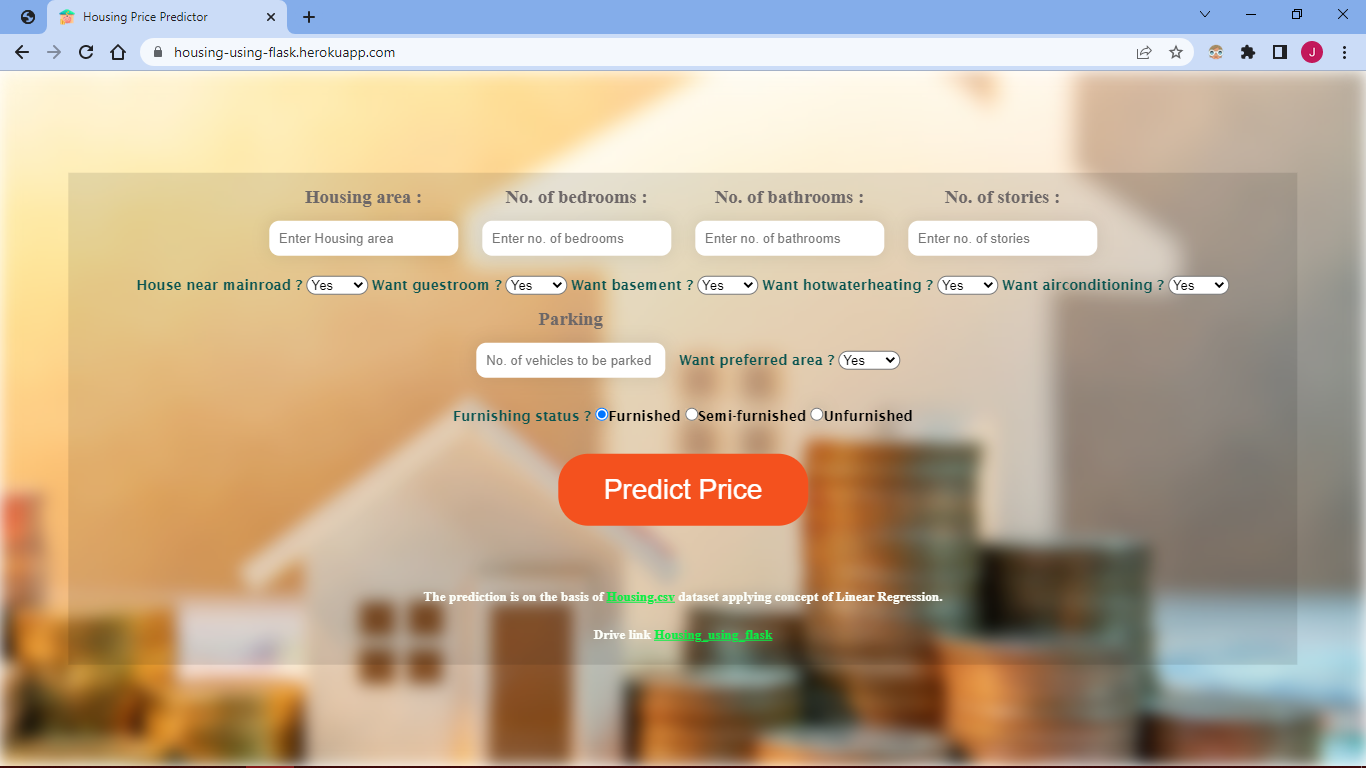 Housing Price Predictor
housing-using-flask.herokuapp.com
J
Housing area : No. of bedrooms : No. of bathrooms : No. of stories :
Enter Housing area Enter no. of bedrooms Enter no. of bathrooms Enter no. of stories
House near mainroad ? Yes Want guestroom ? Yes Want basement ? Yes Want hotwaterheating ? Yes Want airconditioning ? Yes
Parking
No. of vehicles to be parked Want preferred area ? Yes
Furnishing status ? Furnished Semi-furnished Unfurnished
Predict Price
The prediction is on the basis of Housing.csv dataset applying concept of Linear Regression.
Drive link Housing_using_flask